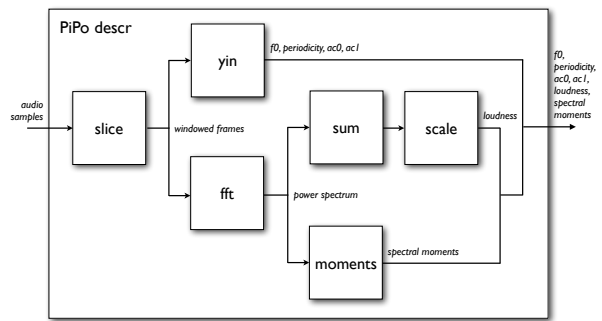 PiPo descr
yin
f0, periodicity, ac0, ac1
f0,
periodicity,
ac0, ac1,
loudness,
spectral
moments
audio
samples
slice
windowed frames
sum
scale
loudness
fft
power spectrum
moments
spectral moments